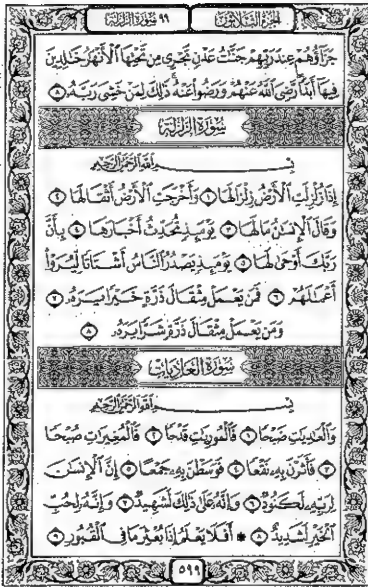 الجزء الثلاثون
٩٩ سورة الزلزلة
جَزَآؤُهُمْ عِندَ رَبِّهِمْ جَنَّٰتُ عَدْنٍ تَجْرِى مِن تَحْتِهَا ٱلْأَنْهَٰرُ خَٰلِدِينَ
فِيهَآ أَبَدًا رَّضِىَ ٱللَّهُ عَنْهُمْ وَرَضُوا۟ عَنْهُ ذَٰلِكَ لِمَنْ خَشِىَ رَبَّهُۥ ٨
سُورَةُ الزَّلْزَلَةِ
بِسْمِ ٱللَّهِ ٱلرَّحْمَٰنِ ٱلرَّحِيمِ
إِذَا زُلْزِلَتِ ٱلْأَرْضُ زِلْزَالَهَا ١ وَأَخْرَجَتِ ٱلْأَرْضُ أَثْقَالَهَا ٢
وَقَالَ ٱلْإِنسَٰنُ مَا لَهَا ٣ يَوْمَئِذٍ تُحَدِّثُ أَخْبَارَهَا ٤ بِأَنَّ
رَبَّكَ أَوْحَىٰ لَهَا ٥ يَوْمَئِذٍ يَصْدُرُ ٱلنَّاسُ أَشْتَاتًا لِّيُرَوْا۟
أَعْمَٰلَهُمْ ٦ فَمَن يَعْمَلْ مِثْقَالَ ذَرَّةٍ خَيْرًا يَرَهُۥ ٧
وَمَن يَعْمَلْ مِثْقَالَ ذَرَّةٍ شَرًّا يَرَهُۥ ٨
سُورَةُ العَادِيَاتِ
بِسْمِ ٱللَّهِ ٱلرَّحْمَٰنِ ٱلرَّحِيمِ
وَٱلْعَٰدِيَٰتِ ضَبْحًا ١ فَٱلْمُورِيَٰتِ قَدْحًا ٢ فَٱلْمُغِيرَٰتِ صُبْحًا
٣ فَأَثَرْنَ بِهِۦ نَقْعًا ٤ فَوَسَطْنَ بِهِۦ جَمْعًا ٥ إِنَّ ٱلْإِنسَٰنَ
لِرَبِّهِۦ لَكَنُودٌ ٦ وَإِنَّهُۥ عَلَىٰ ذَٰلِكَ لَشَهِيدٌ ٧ وَإِنَّهُۥ لِحُبِّ
ٱلْخَيْرِ لَشَدِيدٌ ٨ ۞ أَفَلَا يَعْلَمُ إِذَا بُعْثِرَ مَا فِى ٱلْقُبُورِ ٩
٥٩٩